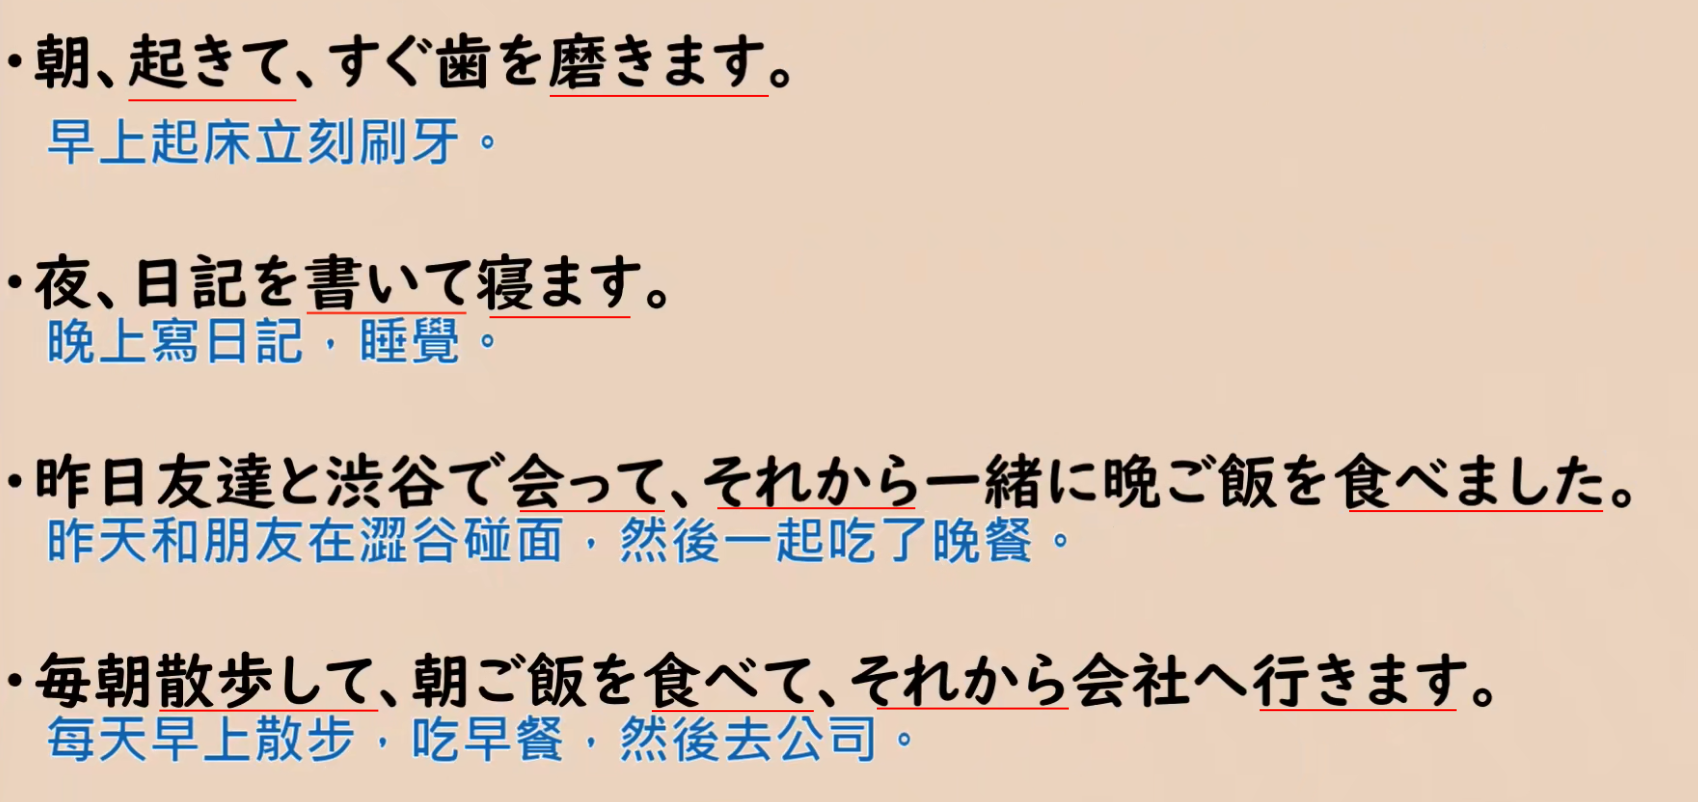 ・朝、起きて、すぐ歯を磨きます。
早上起床立刻刷牙。
・夜、日記を書いて寝ます。
晚上寫日記，睡覺。
・昨日友達と渋谷で会って、それから一緒に晩ご飯を食べました。
昨天和朋友在澀谷碰面，然後一起吃了晚餐。
・毎朝散歩して、朝ご飯を食べて、それから会社へ行きます。
每天早上散步，吃早餐，然後去公司。